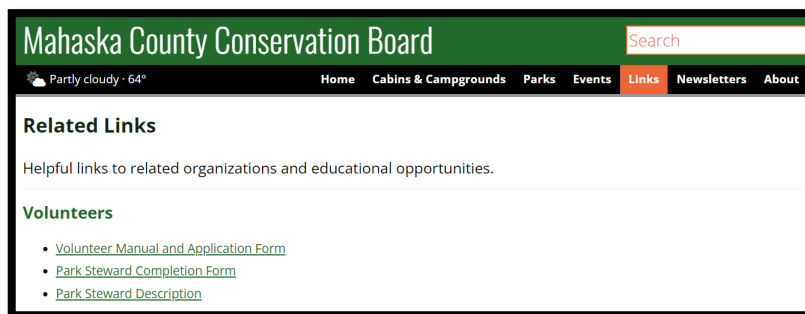 Mahaska County Conservation Board
Search
Partly cloudy · 64°
Home Cabins & Campgrounds Parks Events Links Newsletters About
Related Links
Helpful links to related organizations and educational opportunities.
Volunteers
• Volunteer Manual and Application Form
• Park Steward Completion Form
• Park Steward Description